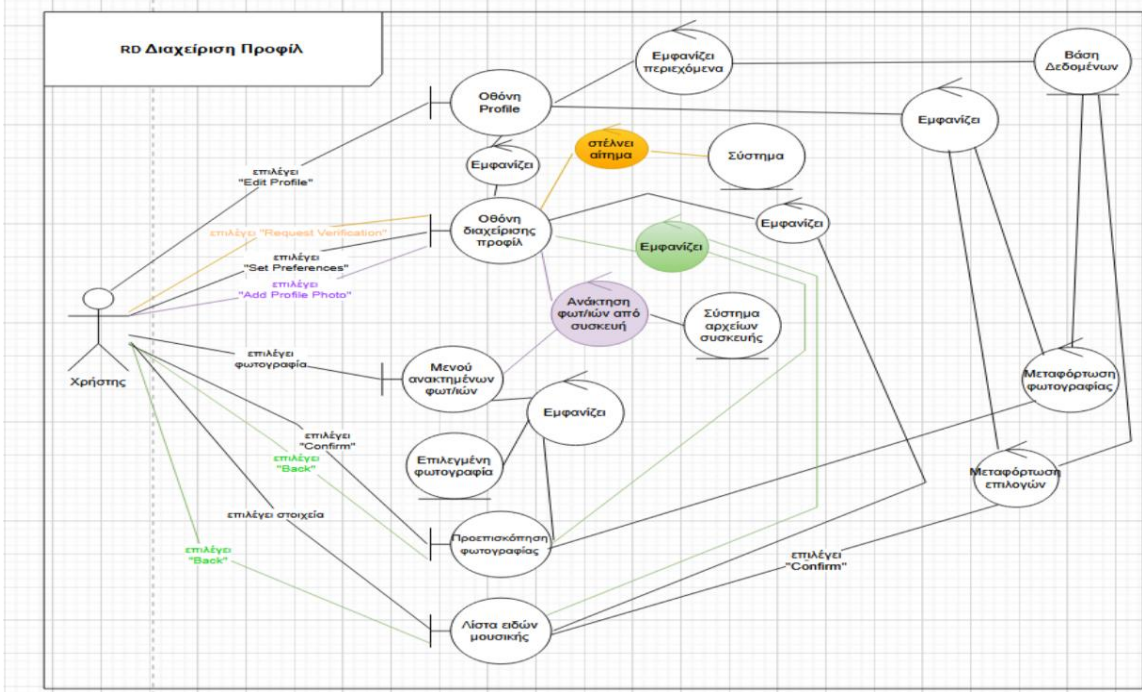 RD Διαχείριση Προφίλ
Εμφανίζει
περιεχόμενα
Βάση
Δεδομένων
Οθόνη
Profile
Εμφανίζει
στέλνει
αίτημα
Σύστημα
Εμφανίζει
επιλέγει
"Edit Profile"
Οθόνη
διαχείρισης
προφίλ
Εμφανίζει
επιλέγει "Request Verification"
Εμφανίζει
επιλέγει
"Set Preferences"
επιλέγει
"Add Profile Photo"
Ανάκτηση
φωτ/ιών από
συσκευή
Σύστημα
αρχείων
συσκευής
Χρήστης
επιλέγει
φωτογραφία
Μενού
ανακτημένων
φωτ/ιών
Μεταφόρτωση
φωτογραφίας
Εμφανίζει
επιλέγει
"Confirm"
επιλέγει
"Back"
Επιλεγμένη
φωτογραφία
Μεταφόρτωση
επιλογών
επιλέγει στοιχεία
Προεπισκόπηση
φωτογραφίας
επιλέγει
"Back"
επιλέγει
"Confirm"
Λίστα ειδών
μουσικής